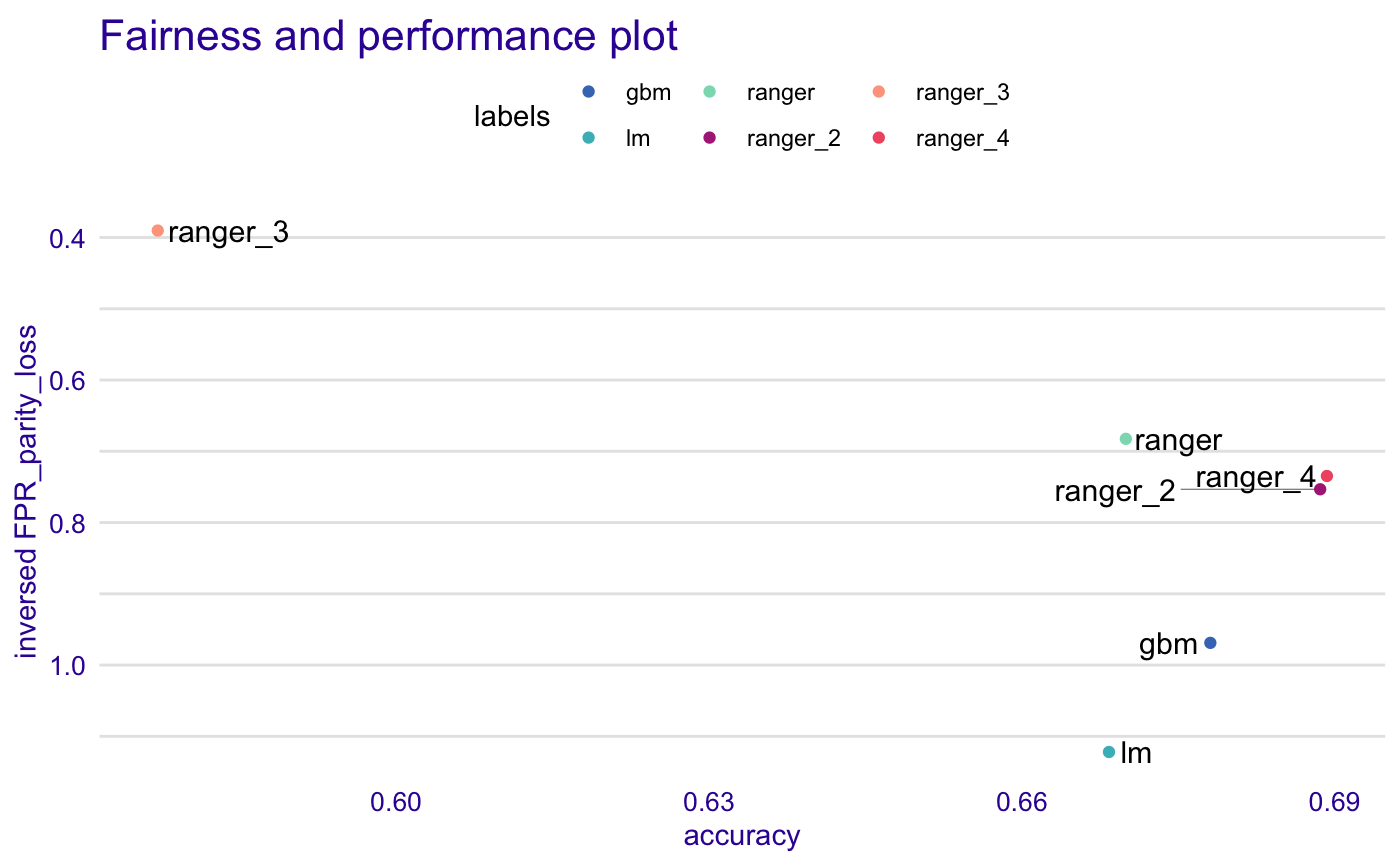 Fairness and performance plot
labels
gbm
ranger
ranger_3
lm
ranger_2
ranger_4
inversed FPR_parity_loss
0.4
0.6
0.8
1.0
ranger_3
ranger
ranger_4
ranger_2
gbm
lm
0.60
0.63
0.66
0.69
accuracy